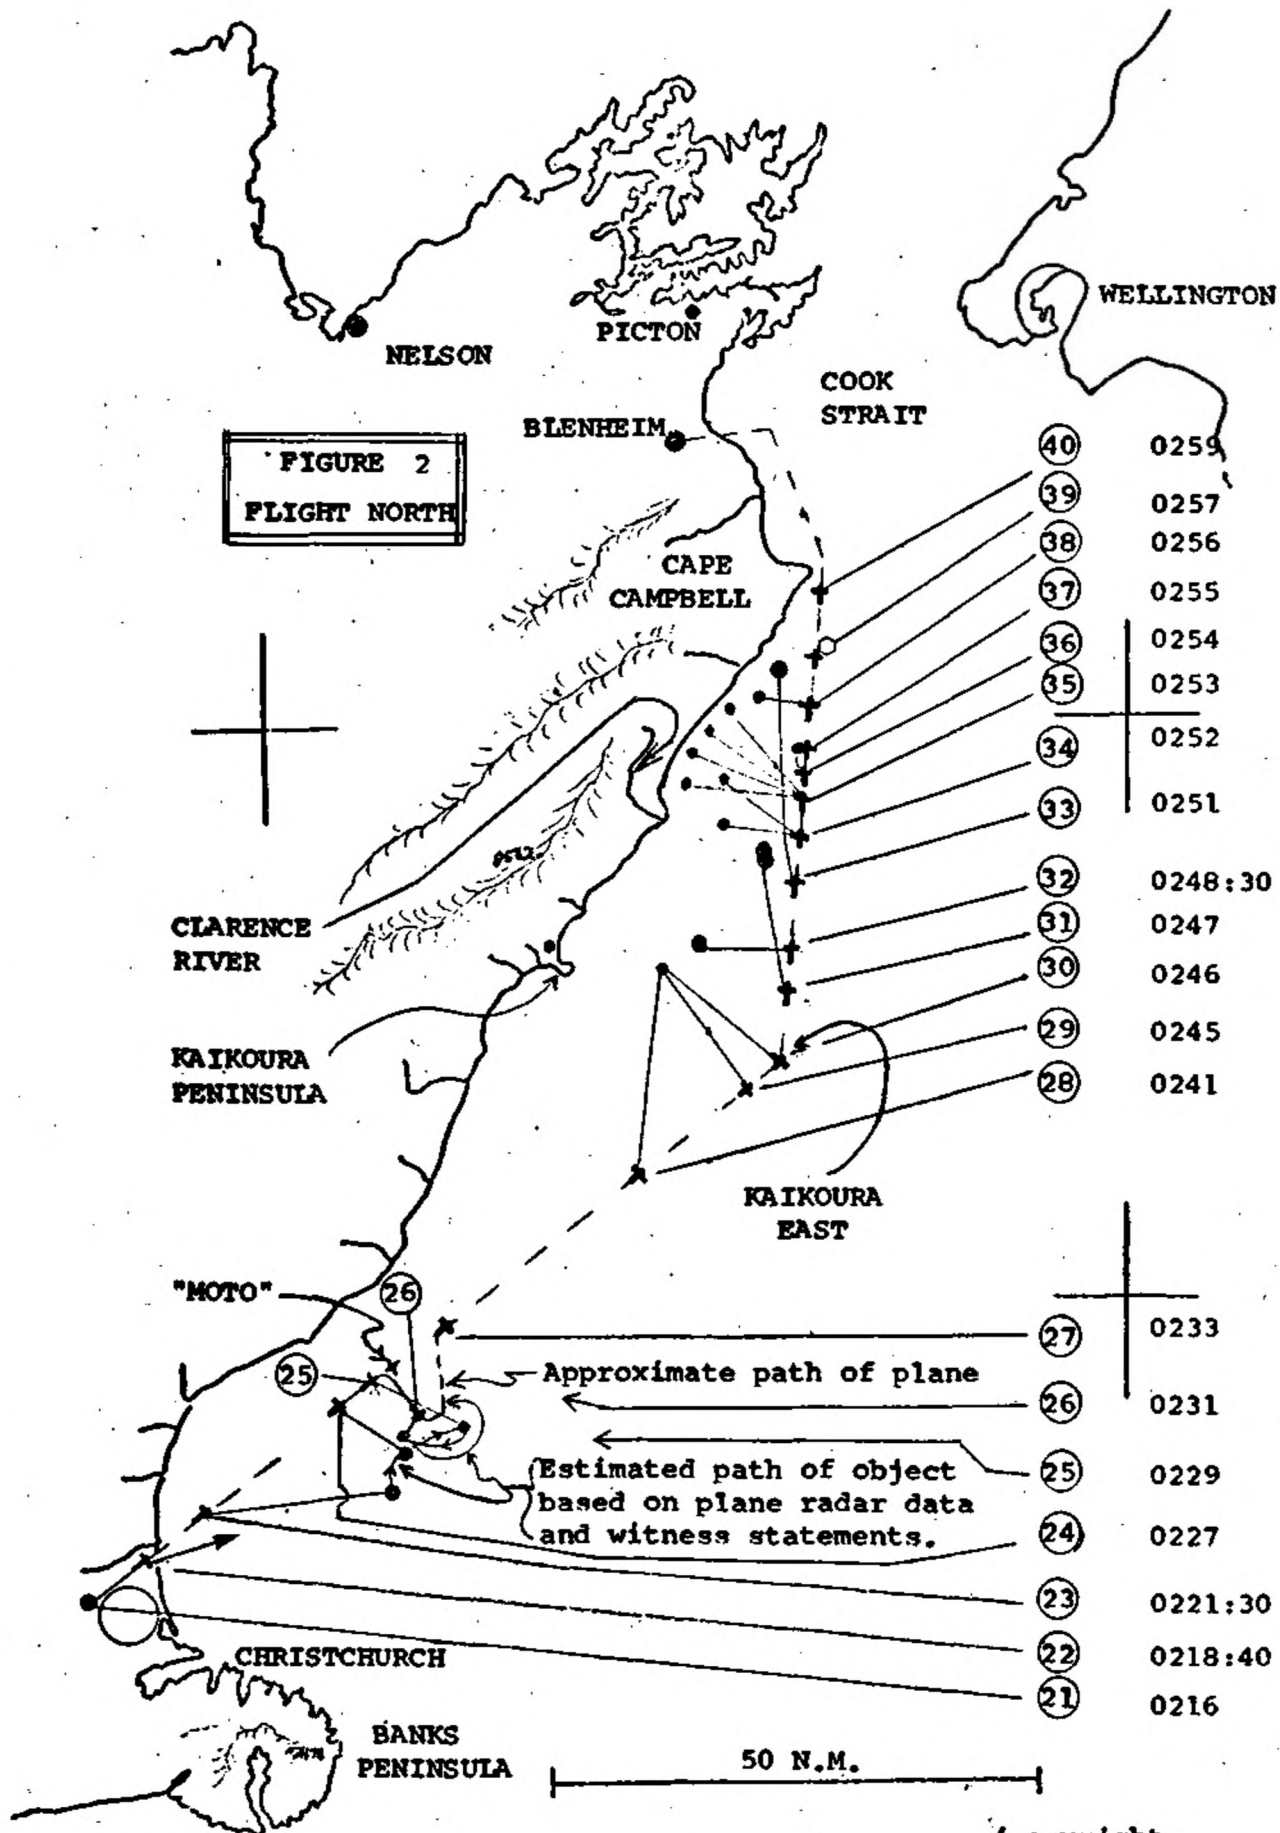 WELLINGTON
NELSON
PICTON
COOK
STRAIT
BLENHEIM
FIGURE 2
FLIGHT NORTH
CAPE
CAMPBELL
40 0259
39 0257
38 0256
37 0255
36 0254
35 0253
34 0252
33 0251
32 0248:30
31 0247
30 0246
29 0245
28 0241
CLARENCE
RIVER
KAIKOURA
PENINSULA
KAIKOURA
EAST
"MOTO"
26
25
27 0233
Approximate path of plane
26 0231
25 0229
Estimated path of object
based on plane radar data
and witness statements.
24 0227
23 0221:30
22 0218:40
21 0216
CHRISTCHURCH
BANKS
PENINSULA
50 N.M.